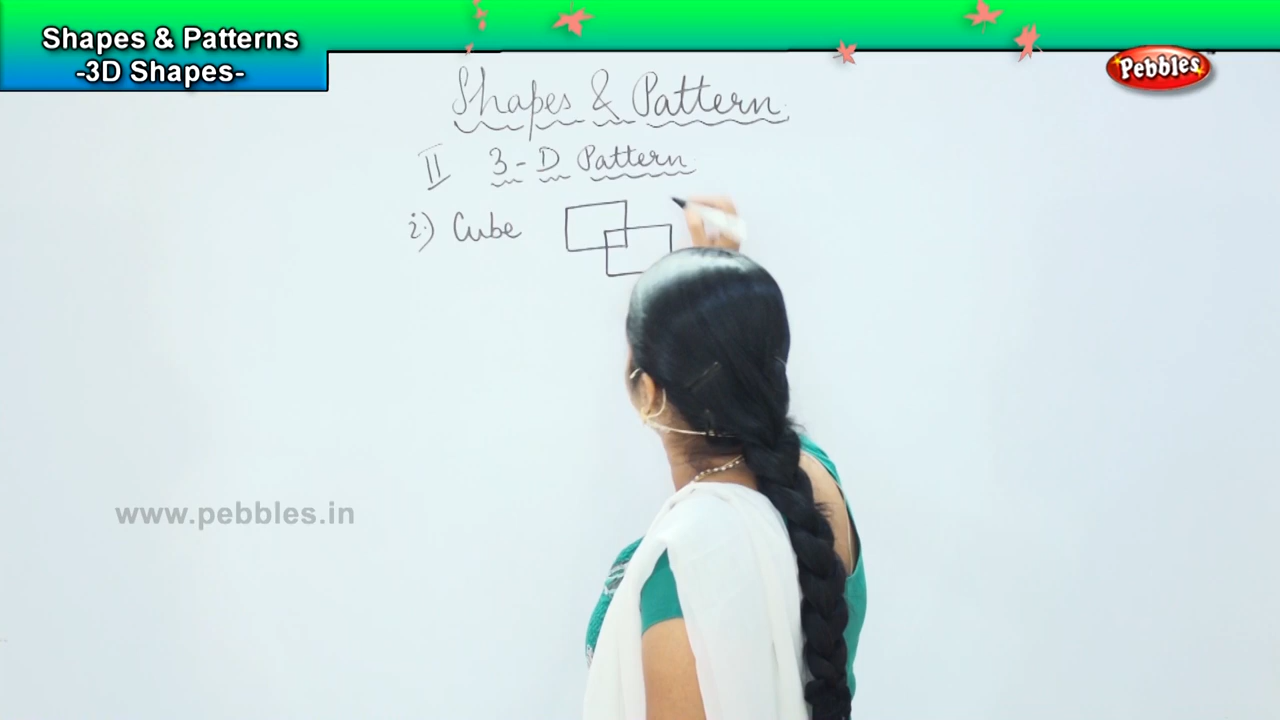 Shapes & Patterns
-3D Shapes-
Pebbles
Shapes & Pattern
II 3-D Pattern
i) Cube
www.pebbles.in